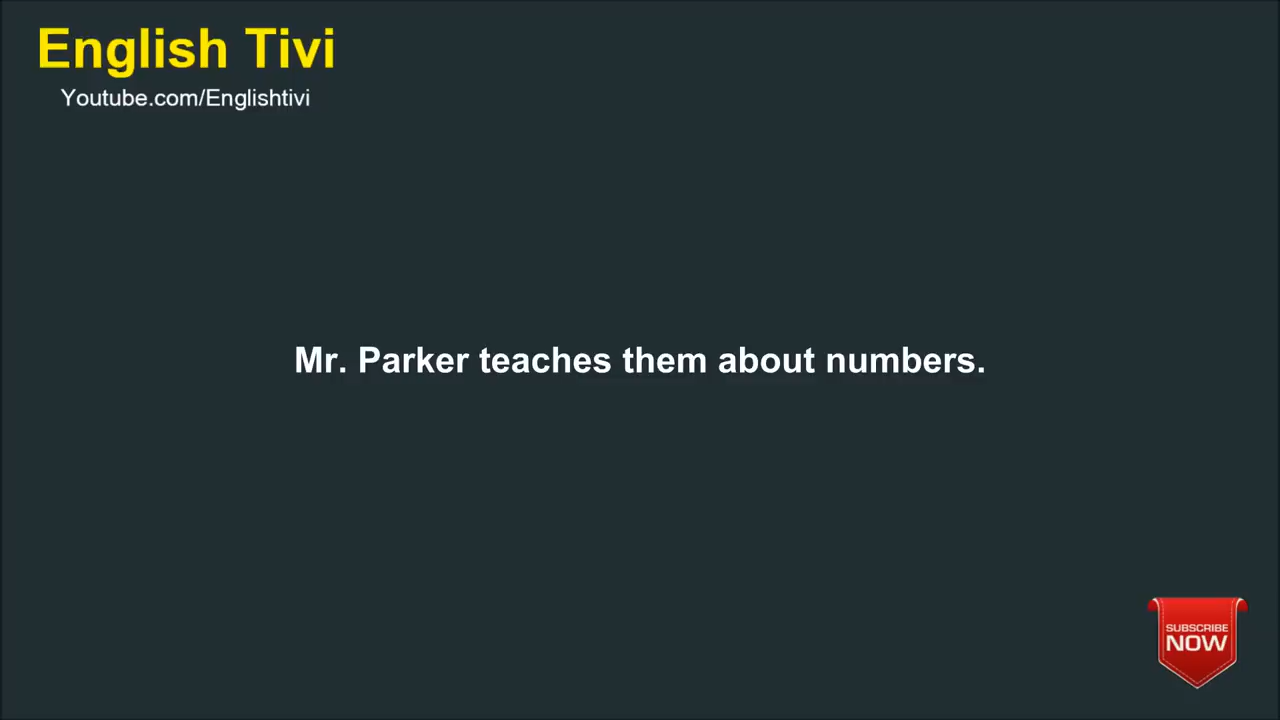 English Tivi
Youtube.com/Englishtivi
Mr. Parker teaches them about numbers.
SUBSCRIBE
NOW